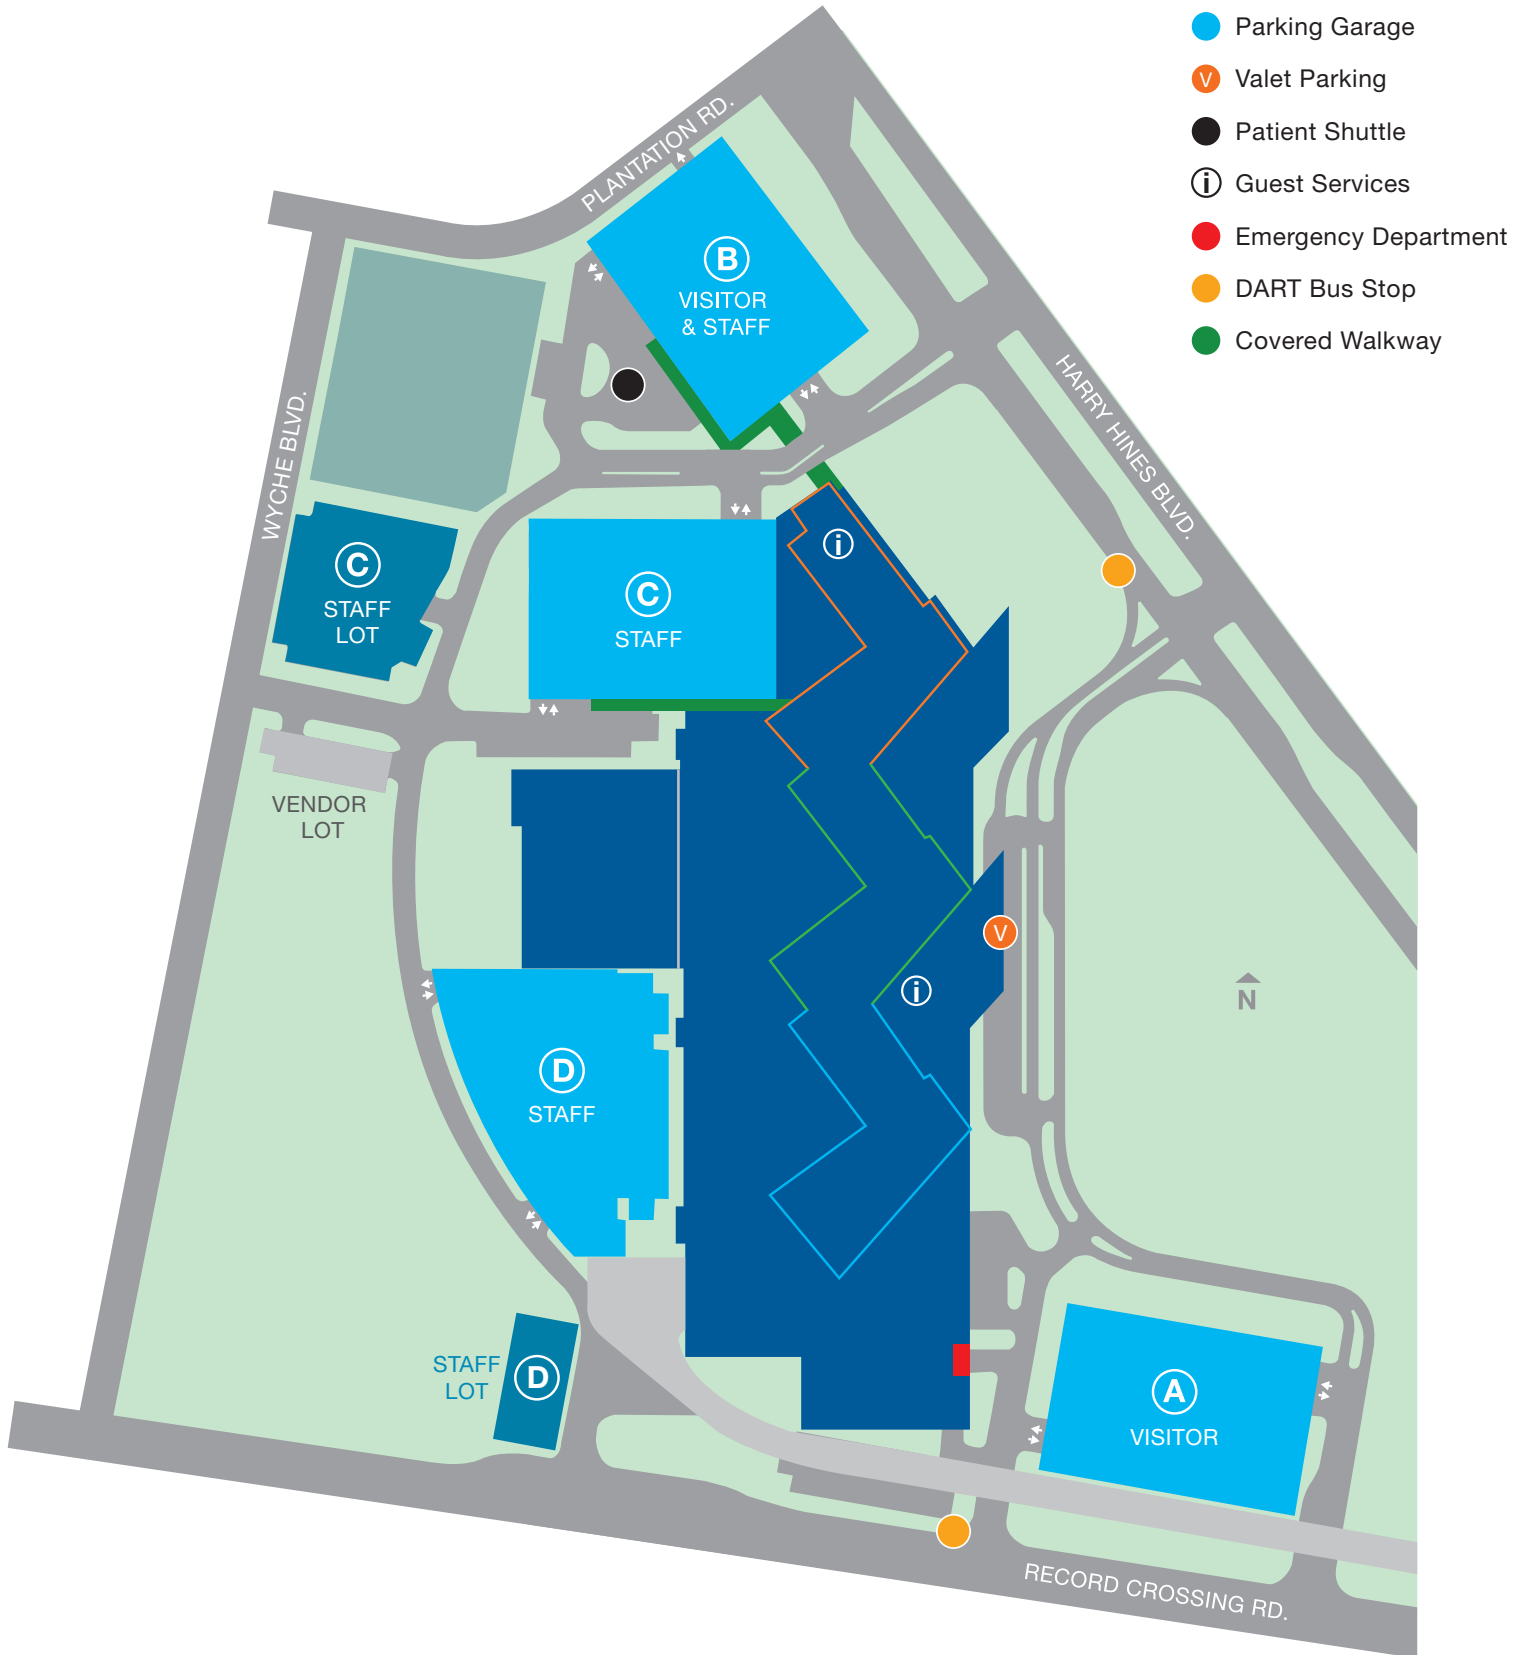 Parking Garage
V Valet Parking
Patient Shuttle
i Guest Services
Emergency Department
DART Bus Stop
Covered Walkway
PLANTATION RD.
B
VISITOR
& STAFF
HARRY HINES BLVD.
WYCHE BLVD.
C
STAFF
LOT
C
STAFF
i
VENDOR
LOT
V
i
N
D
STAFF
STAFF
LOT
D
A
VISITOR
RECORD CROSSING RD.